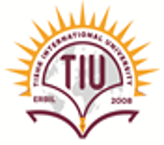 TISHK INTERNATIONAL UNIVERSITY
TIU
ERBIL 2008